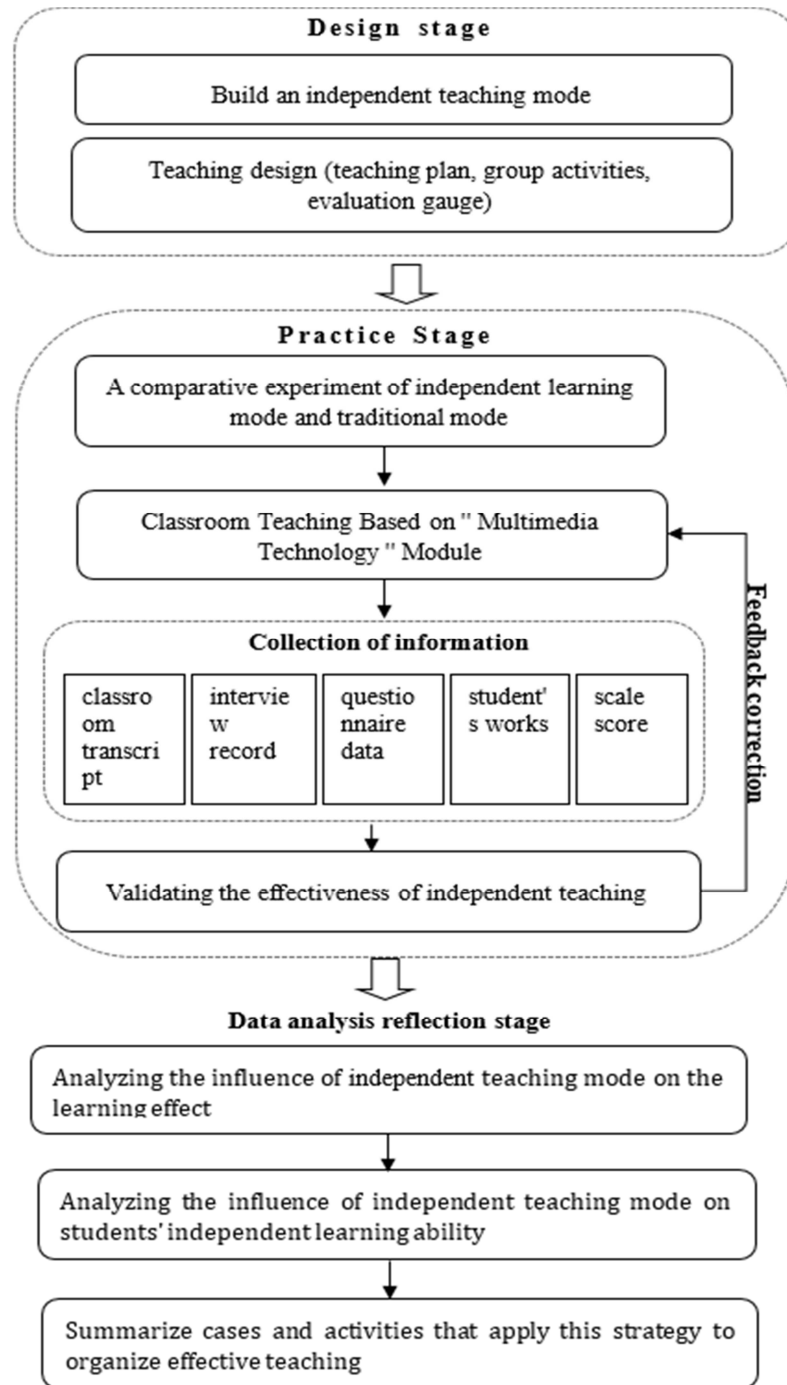 Design stage
Build an independent teaching mode
Teaching design (teaching plan, group activities,
evaluation gauge)
Practice Stage
A comparative experiment of independent learning
mode and traditional mode
Classroom Teaching Based on " Multimedia
Technology " Module
Feedback correction
Collection of information
classro
om
transcri
pt
intervie
w
record
questio
nnaire
data
student'
s works
scale
score
Validating the effectiveness of independent teaching
Data analysis reflection stage
Analyzing the influence of independent teaching mode on the
learning effect
Analyzing the influence of independent teaching mode on
students' independent learning ability
Summarize cases and activities that apply this strategy to
organize effective teaching